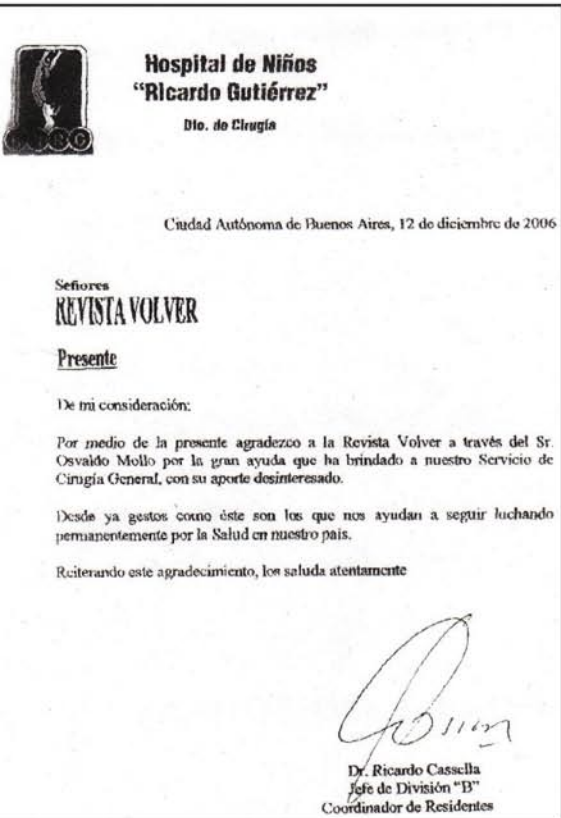 Hospital de Niños
“Ricardo Gutiérrez”
Dto. de Cirugía
Ciudad Autónoma de Buenos Aires, 12 de diciembre de 2006
Señores
REVISTA VOLVER
Presente
De mi consideración:
Por medio de la presente agradezco a la Revista Volver a través del Sr.
Osvaldo Mollo por la gran ayuda que ha brindado a nuestro Servicio de
Cirugía General, con su aporte desinteresado.
Desde ya gestos como éste son los que nos ayudan a seguir luchando
permanentemente por la Salud en nuestro país.
Reiterando este agradecimiento, los saluda atentamente
Dr. Ricardo Cassella
Jefe de División “B”
Coordinador de Residentes